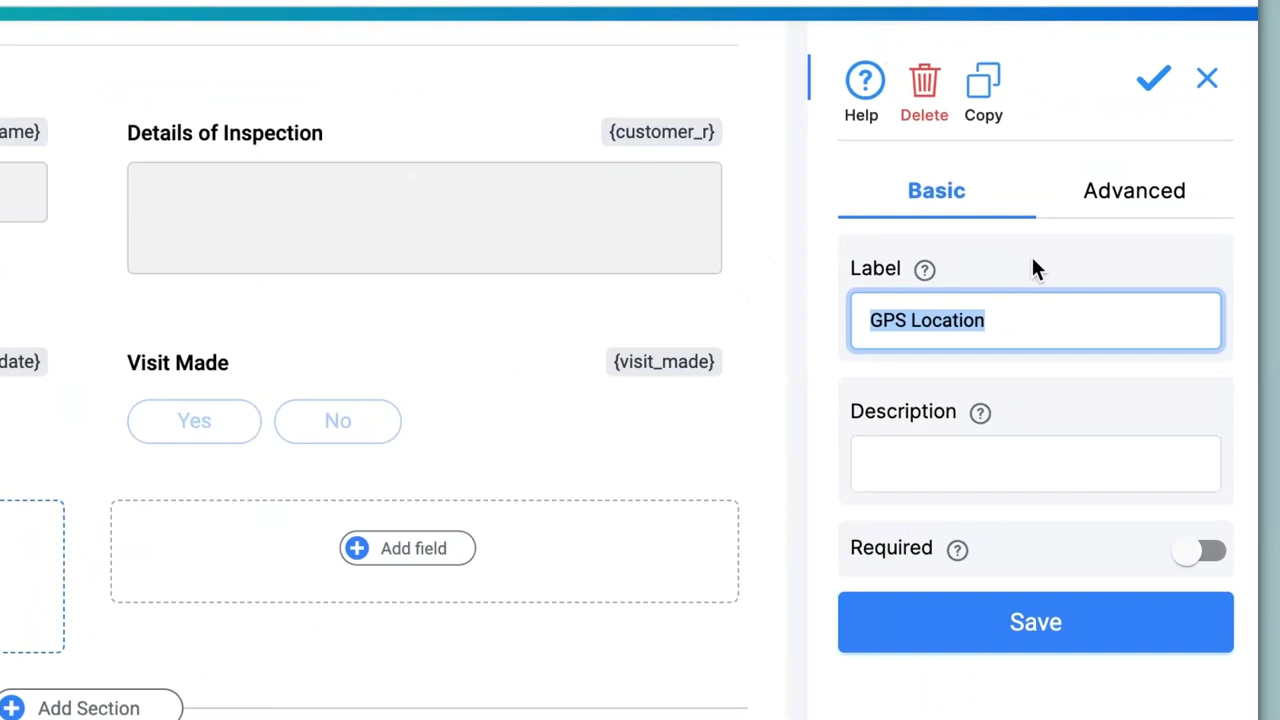 ame}
Details of Inspection
{customer_r}
date}
Visit Made
{visit_made}
Yes
No
Add field
Add Section
?
Help
Delete
Copy
Basic
Advanced
Label ?
GPS Location
Description ?
Required ?
Save